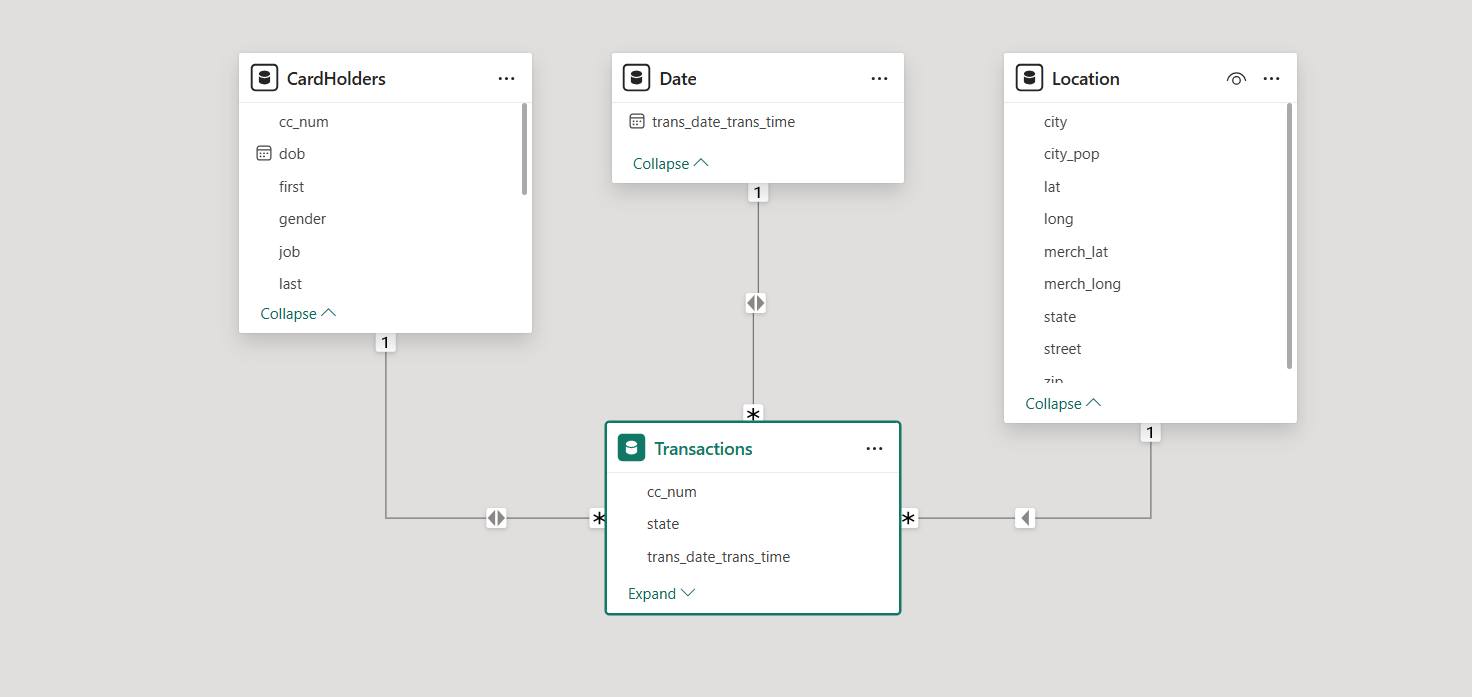 CardHolders
cc_num
dob
first
gender
job
last
Collapse
1
Date
trans_date_trans_time
Collapse
1
Location
city
city_pop
lat
long
merch_lat
merch_long
state
street
zip
Collapse
1
*
*
*
Transactions
cc_num
state
trans_date_trans_time
Expand